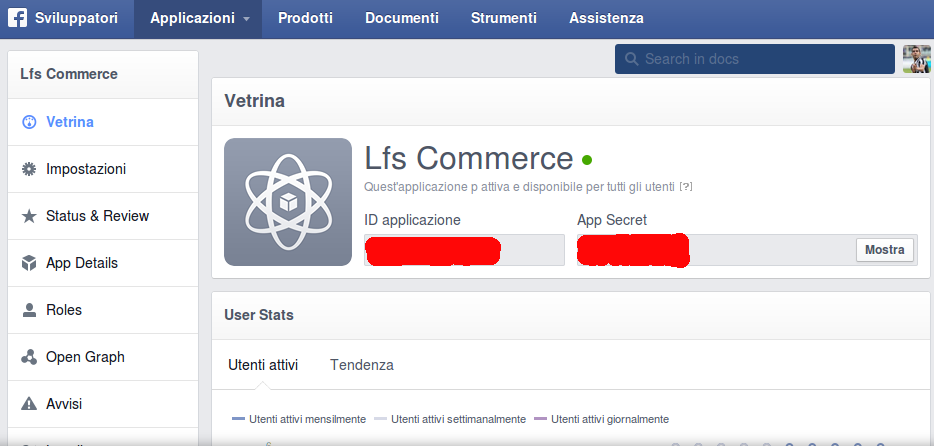 Sviluppatori Applicazioni Prodotti Documenti Strumenti Assistenza
Search in docs
Lfs Commerce
Vetrina
Impostazioni
Status & Review
App Details
Roles
Open Graph
Avvisi
Vetrina
Lfs Commerce
Quest'applicazione p attiva e disponibile per tutti gli utenti [?]
ID applicazione
App Secret
Mostra
User Stats
Utenti attivi Tendenza
Utenti attivi mensilmente Utenti attivi settimanalmente Utenti attivi giornalmente